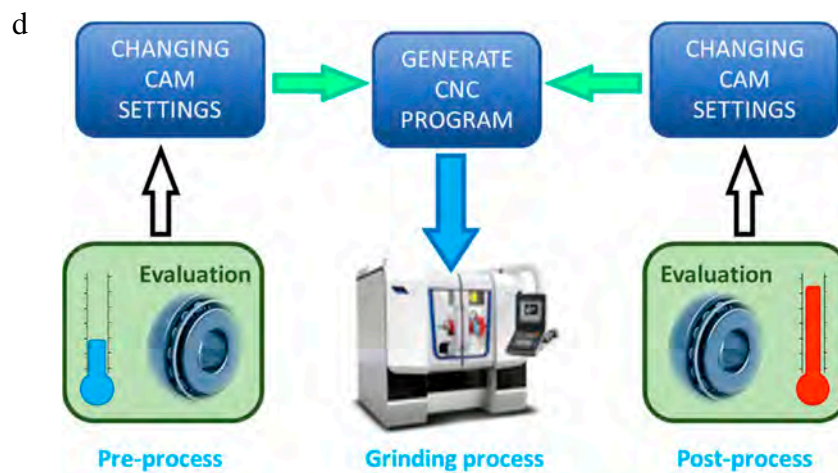 d
CHANGING
CAM
SETTINGS
GENERATE
CNC
PROGRAM
CHANGING
CAM
SETTINGS
Evaluation
Evaluation
Pre-process
Grinding process
Post-process